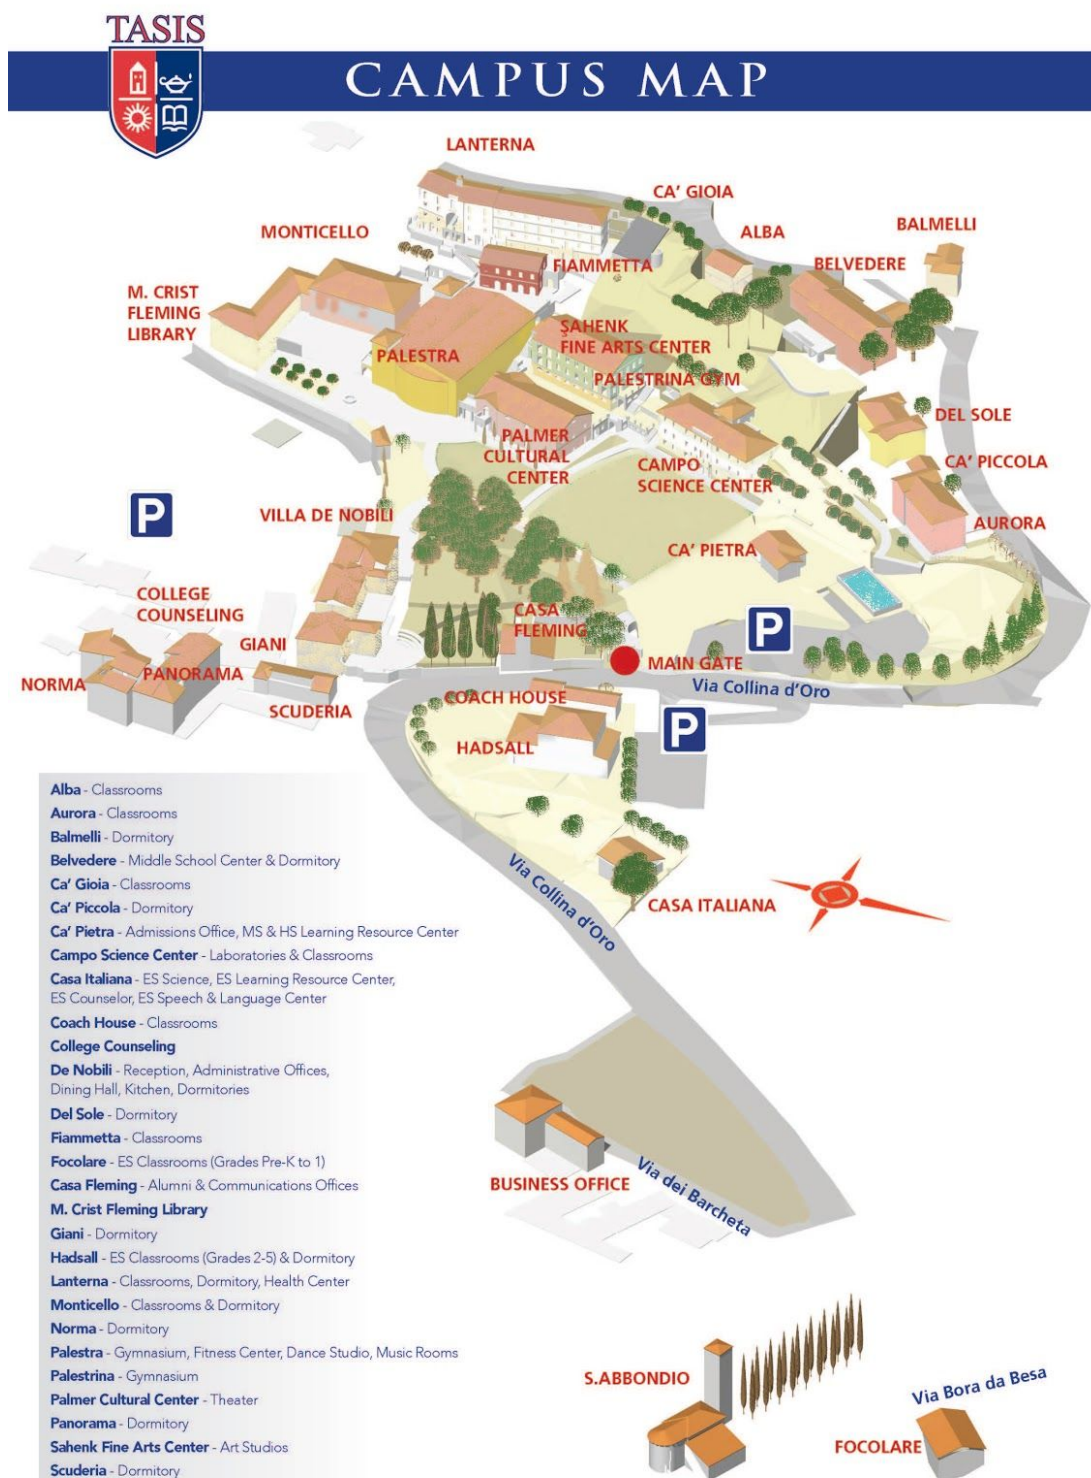 TASIS
CAMPUS MAP
LANTERNA
CA' GIOIA
MONTICELLO
ALBA
BALMELLI
FIAMMETTA
BELVEDERE
M. CRIST
FLEMING
LIBRARY
PALESTRA
ŞAHENK
FINE ARTS CENTER
PALESTRINA GYM
DEL SOLE
PALMER
CULTURAL
CENTER
CAMPO
SCIENCE CENTER
CA' PICCOLA
P
VILLA DE NOBILI
AURORA
CA' PIETRA
COLLEGE
COUNSELING
CASA
FLEMING
P
GIANI
MAIN GATE
NORMA
PANORAMA
Via Collina d'Oro
SCUDERIA
COACH HOUSE
P
HADSALL
Via Collina d'Oro
CASA ITALIANA
Alba - Classrooms
Aurora - Classrooms
Balmelli - Dormitory
Belvedere - Middle School Center & Dormitory
Ca' Gioia - Classrooms
Ca' Piccola - Dormitory
Ca' Pietra - Admissions Office, MS & HS Learning Resource Center
Campo Science Center - Laboratories & Classrooms
Casa Italiana - ES Science, ES Learning Resource Center,
ES Counselor, ES Speech & Language Center
Coach House - Classrooms
College Counseling
De Nobili - Reception, Administrative Offices,
Dining Hall, Kitchen, Dormitories
Del Sole - Dormitory
Fiammetta - Classrooms
Focolare - ES Classrooms (Grades Pre-K to 1)
Casa Fleming - Alumni & Communications Offices
M. Crist Fleming Library
Giani - Dormitory
Hadsall - ES Classrooms (Grades 2-5) & Dormitory
Lanterna - Classrooms, Dormitory, Health Center
Monticello - Classrooms & Dormitory
Norma - Dormitory
Palestra - Gymnasium, Fitness Center, Dance Studio, Music Rooms
Palestrina - Gymnasium
Palmer Cultural Center - Theater
Panorama - Dormitory
Sahenk Fine Arts Center - Art Studios
Scuderia - Dormitory
BUSINESS OFFICE
Via dei Barcheta
S.ABBONDIO
Via Bora da Besa
FOCOLARE